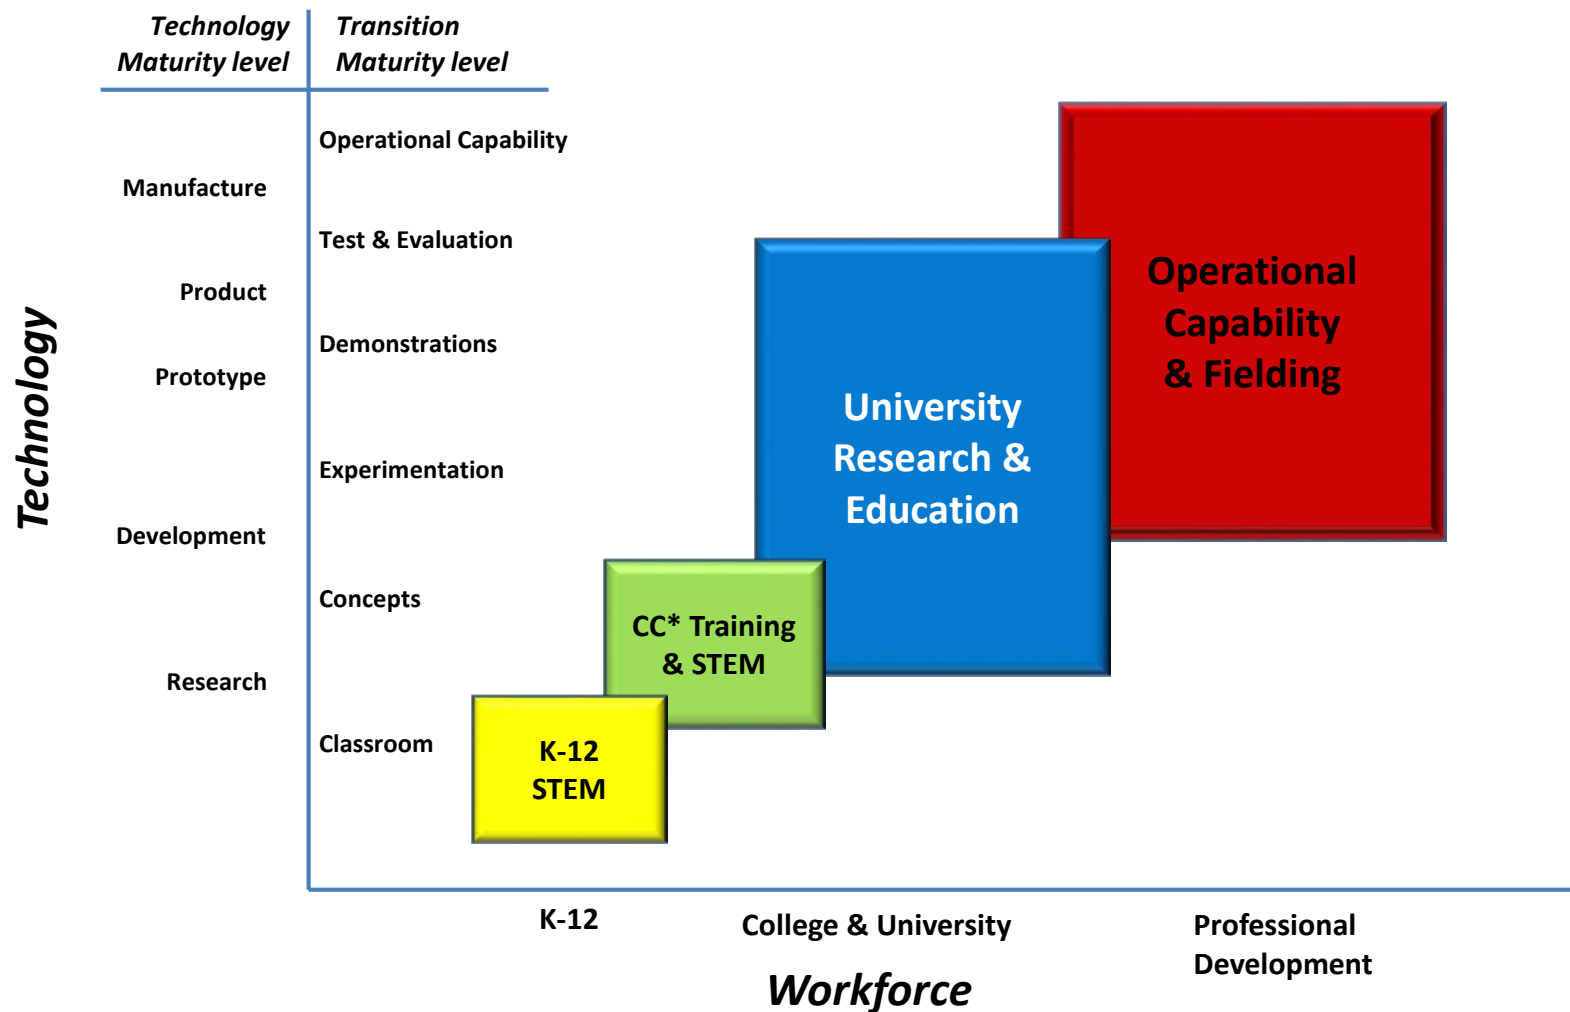 Technology
Maturity level
Transition
Maturity level
Operational Capability
Manufacture
Test & Evaluation
Product
Demonstrations
Prototype
Experimentation
Development
Concepts
Research
Classroom
Technology
Operational
Capability
& Fielding
University
Research &
Education
CC* Training
& STEM
K-12
STEM
K-12
College & University
Professional
Development
Workforce